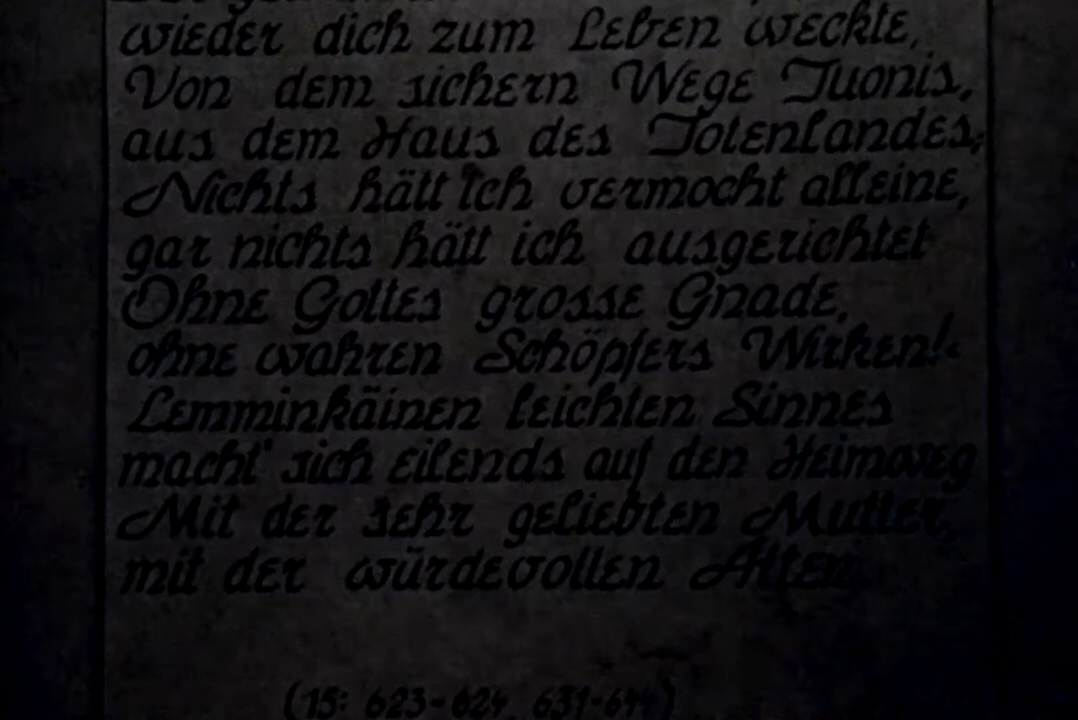 wieder dich zum Leben weckte,
Von dem sichern Wege Tuonis,
aus dem Haus des Totenlandes;
Nichts hätt' ich vermocht alleine,
gar nichts hätt ich ausgerichtet
Ohne Gottes grosse Gnade,
ohne wahren Schöpfers Wirken!‹
Lemminkäinen leichten Sinnes
macht' sich eilends auf den Heimweg
Mit der sehr geliebten Mutter,
mit der würdevollen Alten
(15: 623-624, 631-644)